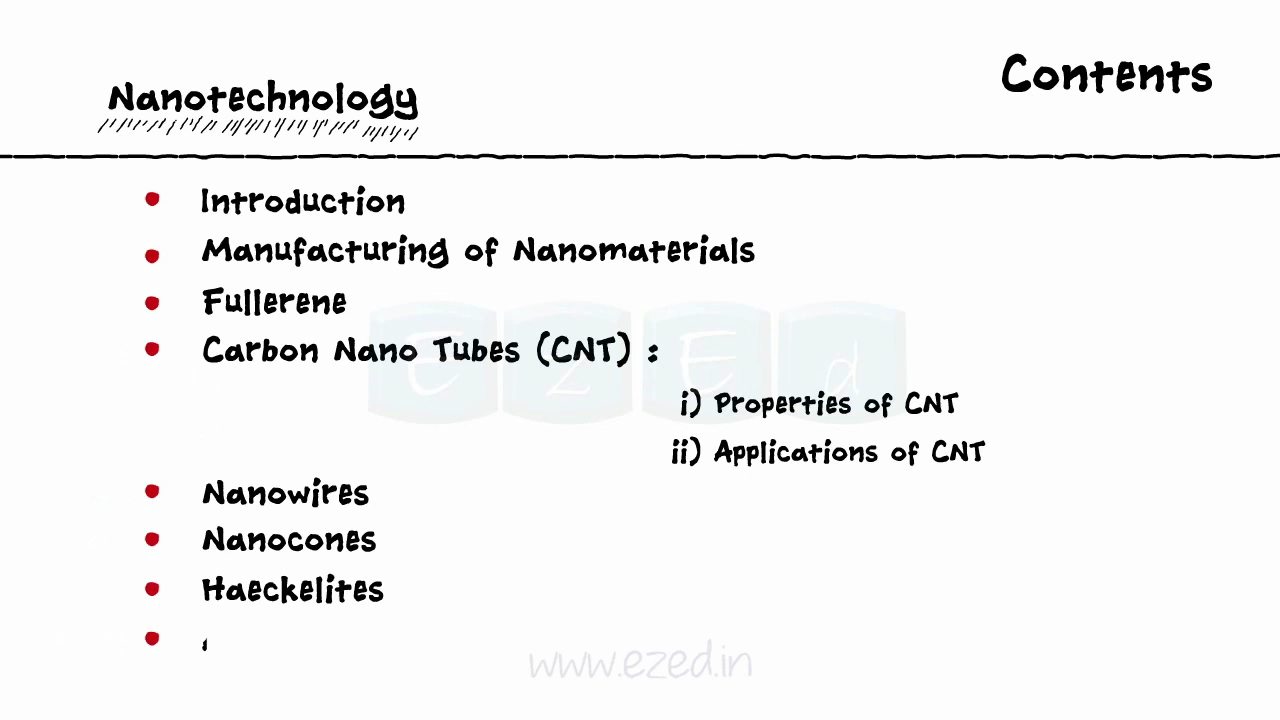 Contents
Nanotechnology
Introduction
Manufacturing of Nanomaterials
Fullerene
Carbon Nano Tubes (CNT) :
i) Properties of CNT
ii) Applications of CNT
Nanowires
Nanocones
Haeckelites
EZEd
www.ezed.in